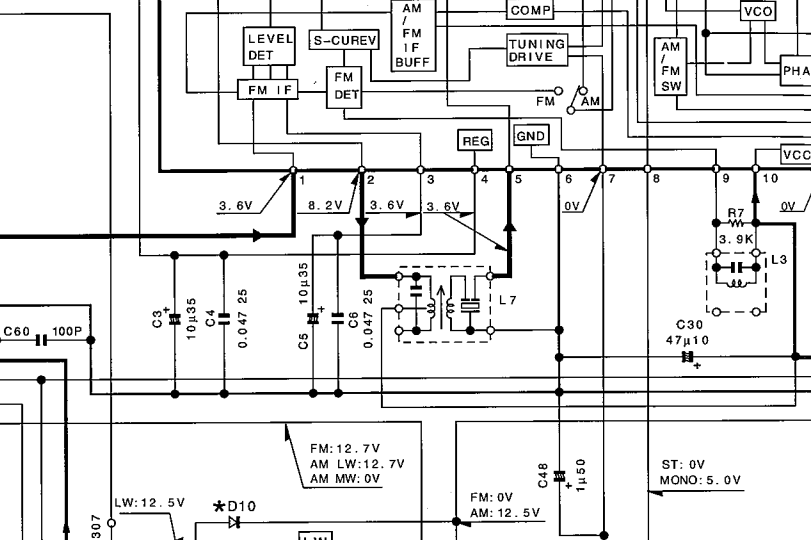 AM
/
FM
IF
BUFF
COMP
VCO
LEVEL
DET
S-CUREV
TUNING
DRIVE
AM
/
FM
SW
PHA
FM IF
FM
DET
FM
AM
REG
GND
VCC
1
2
3
4
5
6
7
8
9
10
3.6V
8.2V
3.6V
3.6V
0V
0V
R7
3.9K
L3
C3
+
10μ35
C4
0.047 25
C5
+
10μ35
C6
0.047 25
L7
C60
100P
C30
47μ10
+
FM:12.7V
AM LW:12.7V
AM MW:0V
C48
+
1μ50
ST:0V
MONO:5.0V
LW:12.5V
*D10
FM:0V
AM:12.5V
307